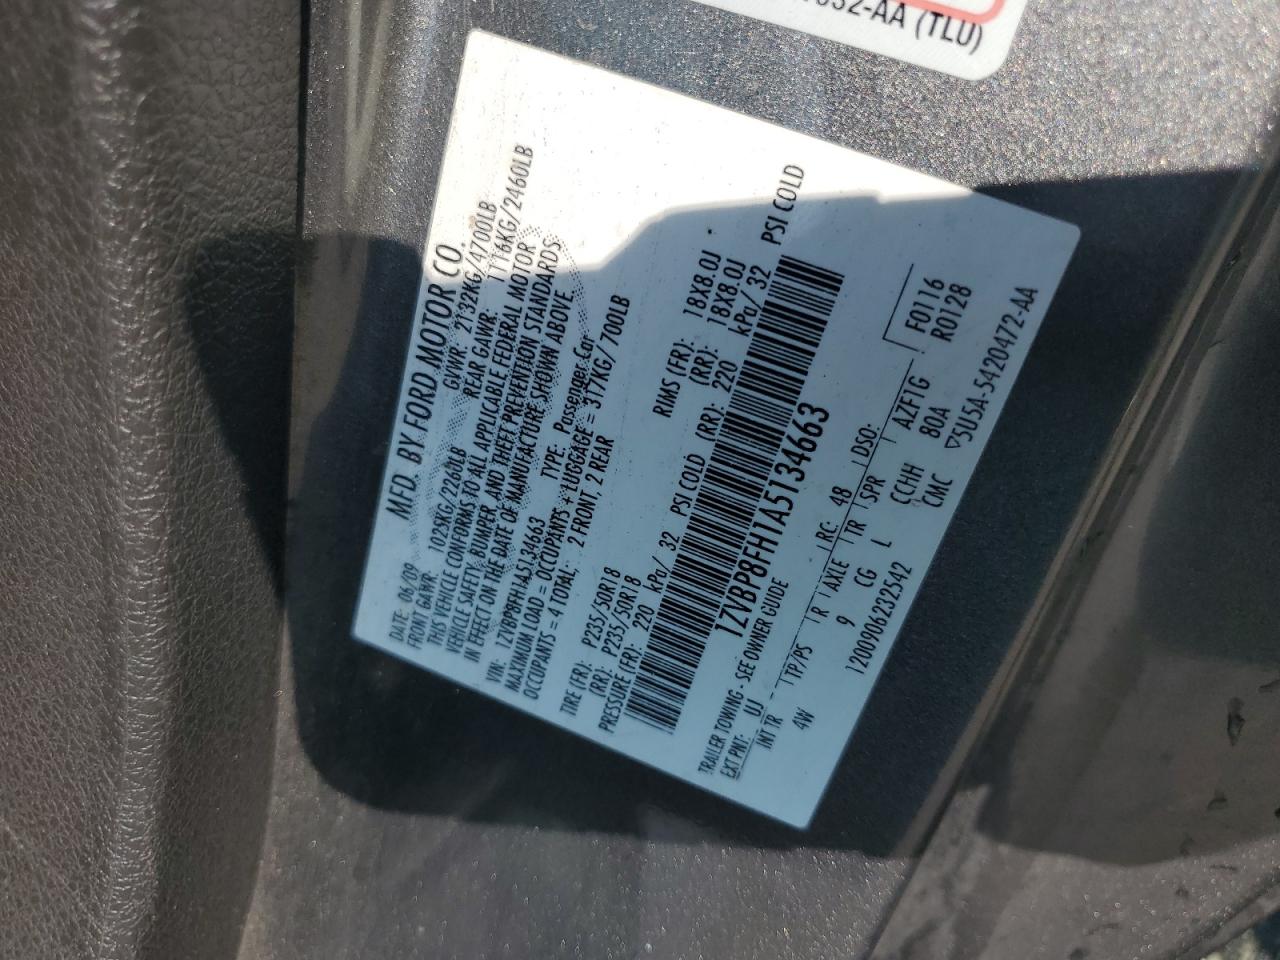 7032-AA (TLU)
MFD. BY FORD MOTOR CO.
DATE: 06/09 GVWR: 2132KG/4700LB
FRONT GAWR: 1025KG/2260LB REAR GAWR: 1116KG/2460LB
THIS VEHICLE CONFORMS TO ALL APPLICABLE FEDERAL MOTOR
VEHICLE SAFETY, BUMPER, AND THEFT PREVENTION STANDARDS
IN EFFECT ON THE DATE OF MANUFACTURE SHOWN ABOVE
VIN: 1ZVBP8FH1A5134663 TYPE: Passenger Car
MAXIMUM LOAD = OCCUPANTS + LUGGAGE = 317KG/700LB
OCCUPANTS = 4 TOTAL: 2 FRONT, 2 REAR
TIRE (FR): P235/50R18 RIMS (FR): 18X8.0J
(RR): P235/50R18 (RR): 18X8.0J
PRESSURE (FR): 220 kPa/ 32 PSI COLD (RR): 220 kPa/ 32 PSI COLD
1ZVBP8FH1A5134663
TRAILER TOWING - SEE OWNER GUIDE
EXT PNT: UJ RC: 48 DSO: F0116
R0128
INT TR TP/PS R AXLE TR SPR AZFTG
4W 9 CG L CCHH 80A
CMC
120090623254​2 ▽5U5A-5420472-AA